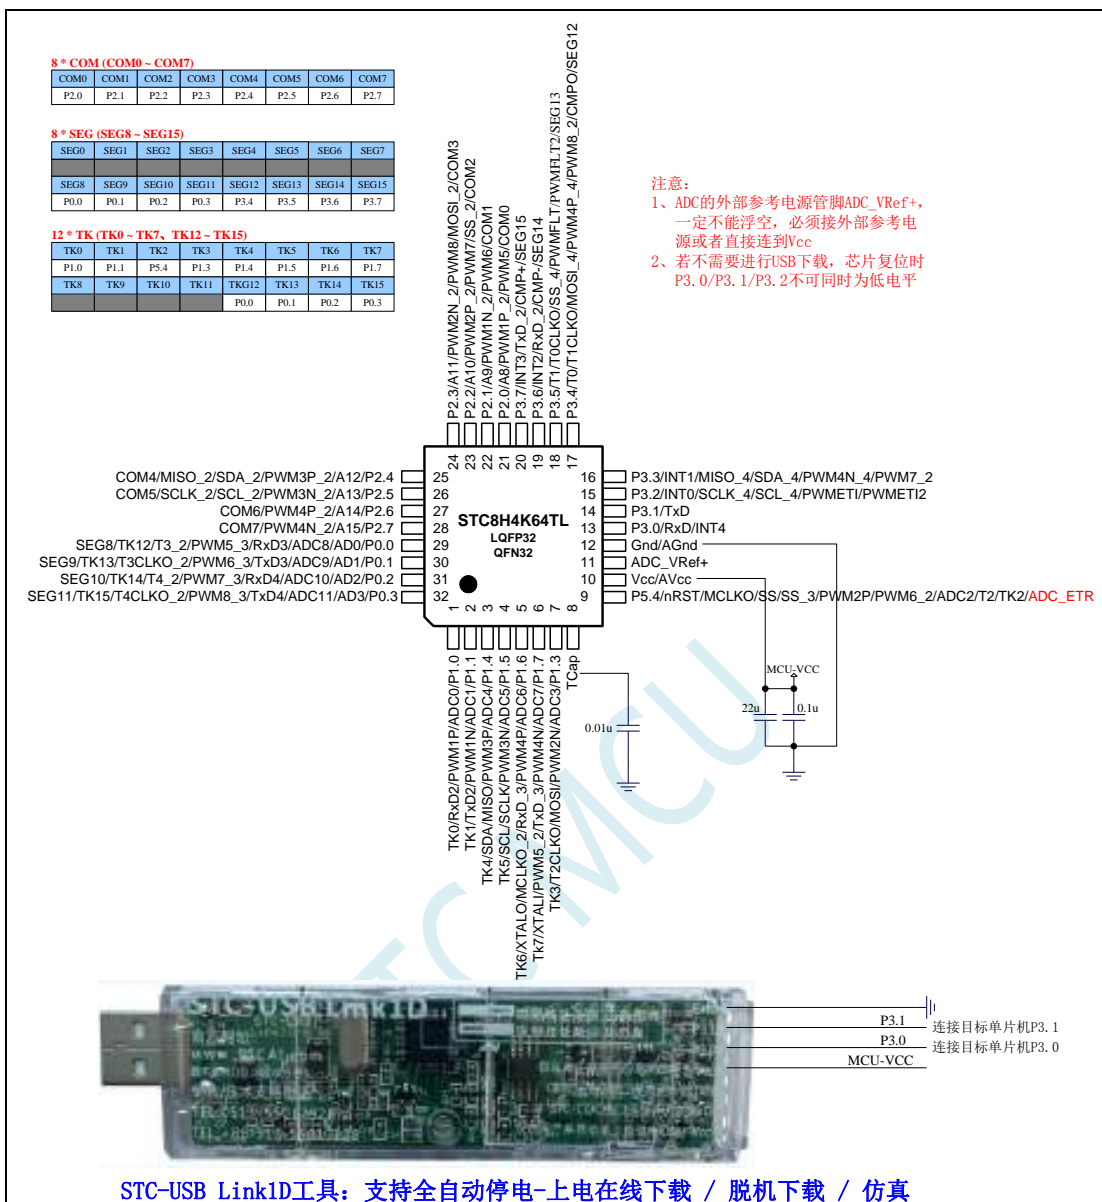 8 * COM (COM0 ~ COM7)
COM0 COM1 COM2 COM3 COM4 COM5 COM6 COM7
P2.0 P2.1 P2.2 P2.3 P2.4 P2.5 P2.6 P2.7
8 * SEG (SEG8 ~ SEG15)
SEG0 SEG1 SEG2 SEG3 SEG4 SEG5 SEG6 SEG7
SEG8 SEG9 SEG10 SEG11 SEG12 SEG13 SEG14 SEG15
P0.0 P0.1 P0.2 P0.3 P3.4 P3.5 P3.6 P3.7
12 * TK (TK0 ~ TK7、TK12 ~ TK15)
TK0 TK1 TK2 TK3 TK4 TK5 TK6 TK7
P1.0 P1.1 P5.4 P1.3 P1.4 P1.5 P1.6 P1.7
TK8 TK9 TK10 TK11 TKG12 TK13 TK14 TK15
P0.0 P0.1 P0.2 P0.3
注意:
1、ADC的外部参考电源管脚ADC_VRef+,
一定不能浮空，必须接外部参考电
源或者直接连到Vcc
2、若不需要进行USB下载，芯片复位时
P3.0/P3.1/P3.2不可同时为低电平
P2.3/A11/PWM2N_2/PWM8/MOSI_2/COM3
P2.2/A10/PWM2P_2/PWM7/SS_2/COM2
P2.1/A9/PWM1N_2/PWM6/COM1
P2.0/A8/PWM1P_2/PWM5/COM0
P3.7/INT3/TxD_2/CMP+/SEG15
P3.6/INT2/RxD_2/CMP-/SEG14
P3.5/T1/T0CLKO/SS_4/PWMFLT/PWMFLT2/SEG13
P3.4/T0/T1CLKO/MOSI_4/PWM4P_4/PWM8_2/CMPO/SEG12
24 23 22 21 20 19 18 17
COM4/MISO_2/SDA_2/PWM3P_2/A12/P2.4 25
COM5/SCLK_2/SCL_2/PWM3N_2/A13/P2.5 26
COM6/PWM4P_2/A14/P2.6 27
COM7/PWM4N_2/A15/P2.7 28
SEG8/TK12/T3_2/PWM5_3/RxD3/ADC8/AD0/P0.0 29
SEG9/TK13/T3CLKO_2/PWM6_3/TxD3/ADC9/AD1/P0.1 30
SEG10/TK14/T4_2/PWM7_3/RxD4/ADC10/AD2/P0.2 31
SEG11/TK15/T4CLKO_2/PWM8_3/TxD4/ADC11/AD3/P0.3 32
STC8H4K64TL
LQFP32
QFN32
16 P3.3/INT1/MISO_4/SDA_4/PWM4N_4/PWM7_2
15 P3.2/INT0/SCLK_4/SCL_4/PWMETI/PWMETI2
14 P3.1/TxD
13 P3.0/RxD/INT4
12 Gnd/AGnd
11 ADC_VRef+
10 Vcc/AVcc
9 P5.4/nRST/MCLKO/SS/SS_3/PWM2P/PWM6_2/ADC2/T2/TK2/ADC_ETR
1 2 3 4 5 6 7 8
TK0/RxD2/PWM1P/ADC0/P1.0
TK1/TxD2/PWM1N/ADC1/P1.1
TK4/SDA/MISO/PWM3P/ADC4/P1.4
TK5/SCL/SCLK/PWM3N/ADC5/P1.5
TK6/XTALO/MCLKO_2/RxD_3/PWM4P/ADC6/P1.6
Tk7/XTALI/PWM5_2/TxD_3/PWM4N/ADC7/P1.7
TK3/T2CLKO/MOSI/PWM2N/ADC3/P1.3
TCap
MCU-VCC
22u 0.1u
0.01u
STC MCU
STC-USB Link1D
P3.1 连接目标单片机P3.1
P3.0 连接目标单片机P3.0
MCU-VCC
STC-USB Link1D工具: 支持全自动停电-上电在线下载 / 脱机下载 / 仿真